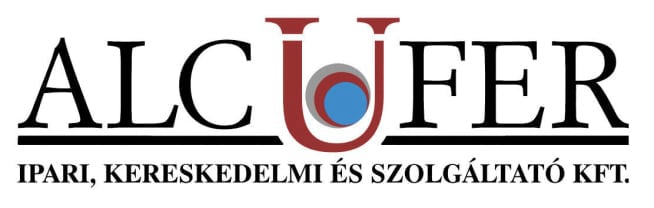 ALCUFER
IPARI, KERESKEDELMI ÉS SZOLGÁLTATÓ KFT.